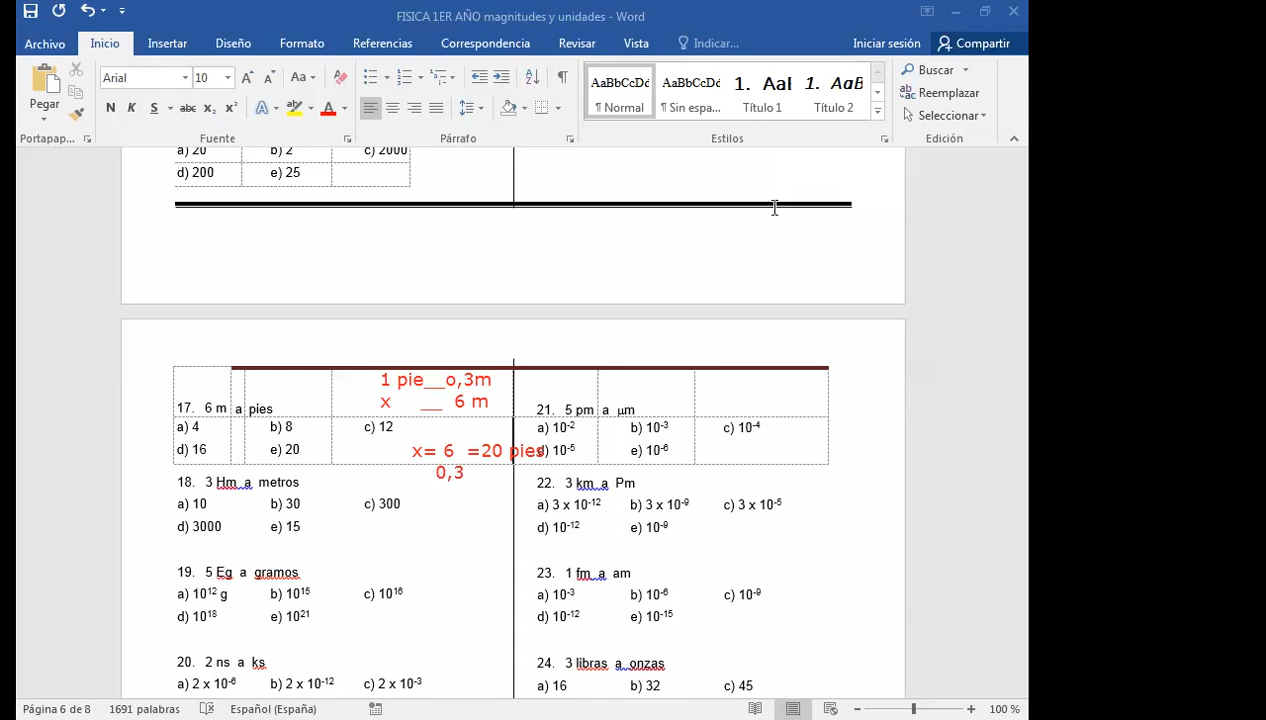 FISICA 1ER AÑO magnitudes y unidades - Word
Archivo Inicio Insertar Diseño Formato Referencias Correspondencia Revisar Vista Indicar... Iniciar sesión Compartir
Pegar Arial 10 Aa
N K S abc x₂ x² A A
AaBbCcDd AaBbCcDd 1. AaI 1. AaB
¶ Normal ¶ Sin espa... Título 1 Título 2
Buscar
Reemplazar
Seleccionar
Portapap... Fuente Párrafo Estilos Edición
a) 20 b) 2 c) 2000
d) 200 e) 25
1 pie__o,3m
x __ 6 m
17. 6 m a pies
a) 4 b) 8 c) 12
d) 16 e) 20
x= 6 =20 pies
0,3
18. 3 Hm a metros
a) 10 b) 30 c) 300
d) 3000 e) 15
19. 5 Eg a gramos
a) 10¹² g b) 10¹⁵ c) 10¹⁶
d) 10¹⁸ e) 10²¹
20. 2 ns a ks
a) 2 x 10⁻⁶ b) 2 x 10⁻¹² c) 2 x 10⁻³
21. 5 pm a μm
a) 10⁻² b) 10⁻³ c) 10⁻⁴
d) 10⁻⁵ e) 10⁻⁶
22. 3 km a Pm
a) 3 x 10⁻¹² b) 3 x 10⁻⁹ c) 3 x 10⁻⁵
d) 10⁻¹² e) 10⁻⁹
23. 1 fm a am
a) 10⁻³ b) 10⁻⁶ c) 10⁻⁹
d) 10⁻¹² e) 10⁻¹⁵
24. 3 libras a onzas
a) 16 b) 32 c) 45
Página 6 de 8 1691 palabras Español (España) 100 %